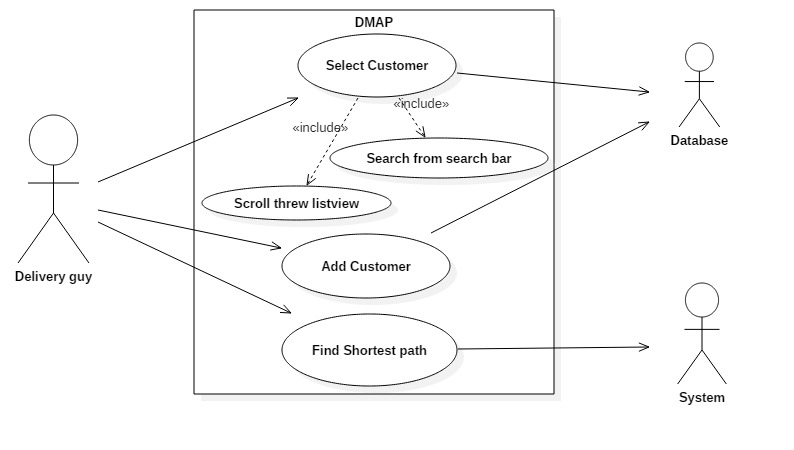 DMAP
Select Customer
«include»
«include»
Search from search bar
Database
Scroll threw listview
Delivery guy
Add Customer
Find Shortest path
System